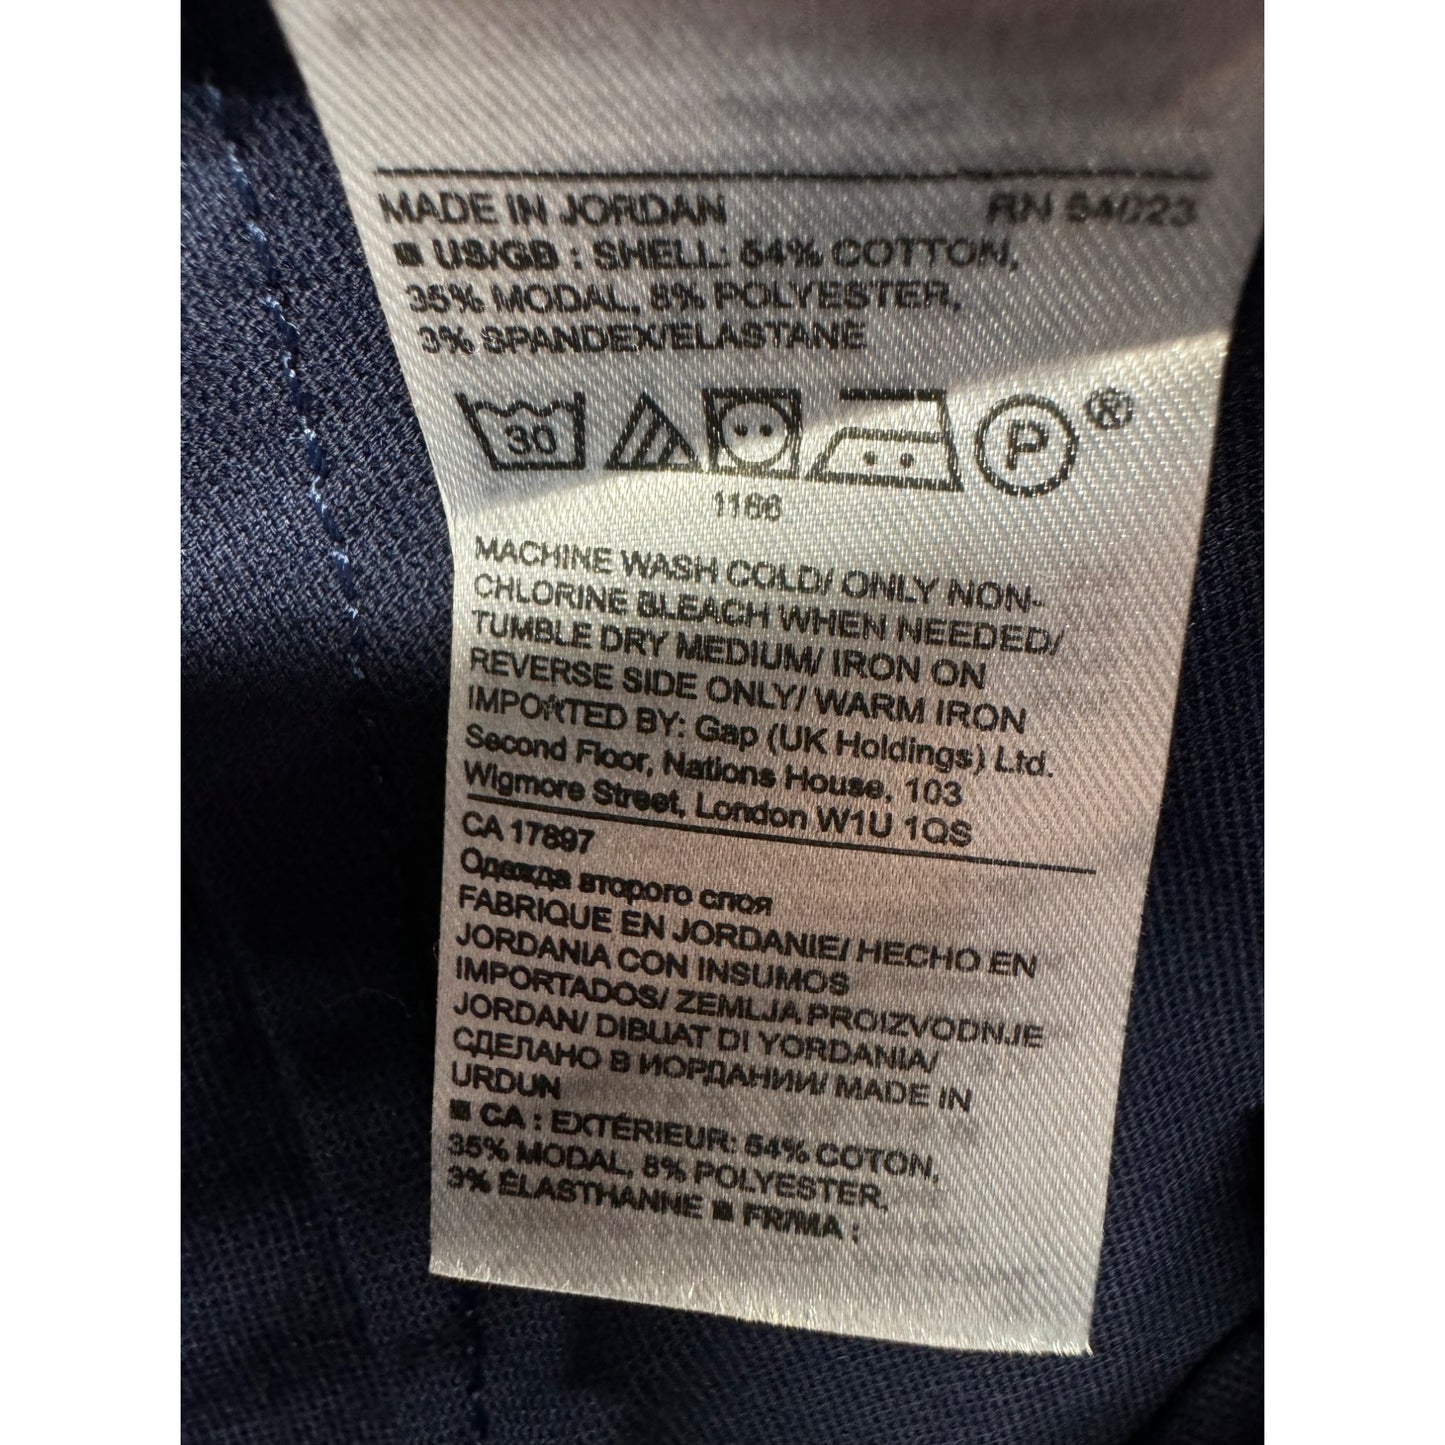 MADE IN JORDAN RN 54023
■ US/GB : SHELL: 54% COTTON,
35% MODAL, 8% POLYESTER,
3% SPANDEX/ELASTANE
30 P ®
1166
MACHINE WASH COLD/ ONLY NON-
CHLORINE BLEACH WHEN NEEDED/
TUMBLE DRY MEDIUM/ IRON ON
REVERSE SIDE ONLY/ WARM IRON
IMPORTED BY: Gap (UK Holdings) Ltd.
Second Floor, Nations House, 103
Wigmore Street, London W1U 1QS
CA 17897
Одежда второго слоя
FABRIQUE EN JORDANIE/ HECHO EN
JORDANIA CON INSUMOS
IMPORTADOS/ ZEMLJA PROIZVODNJE
JORDAN/ DIBUAT DI YORDANIA/
СДЕЛАНО В ИОРДАНИИ/ MADE IN
URDUN
■ CA : EXTÉRIEUR: 54% COTON,
35% MODAL, 8% POLYESTER,
3% ÉLASTHANNE ■ FR/MA :